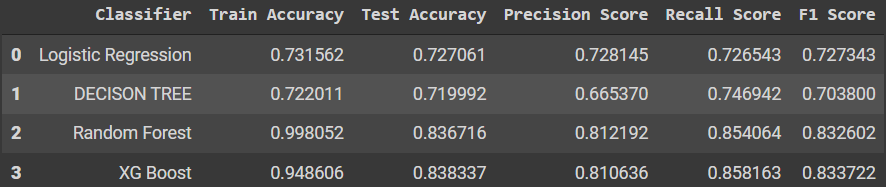 Classifier Train Accuracy Test Accuracy Precision Score Recall Score F1 Score
0 Logistic Regression 0.731562 0.727061 0.728145 0.726543 0.727343
1 DECISON TREE 0.722011 0.719992 0.665370 0.746942 0.703800
2 Random Forest 0.998052 0.836716 0.812192 0.854064 0.832602
3 XG Boost 0.948606 0.838337 0.810636 0.858163 0.833722